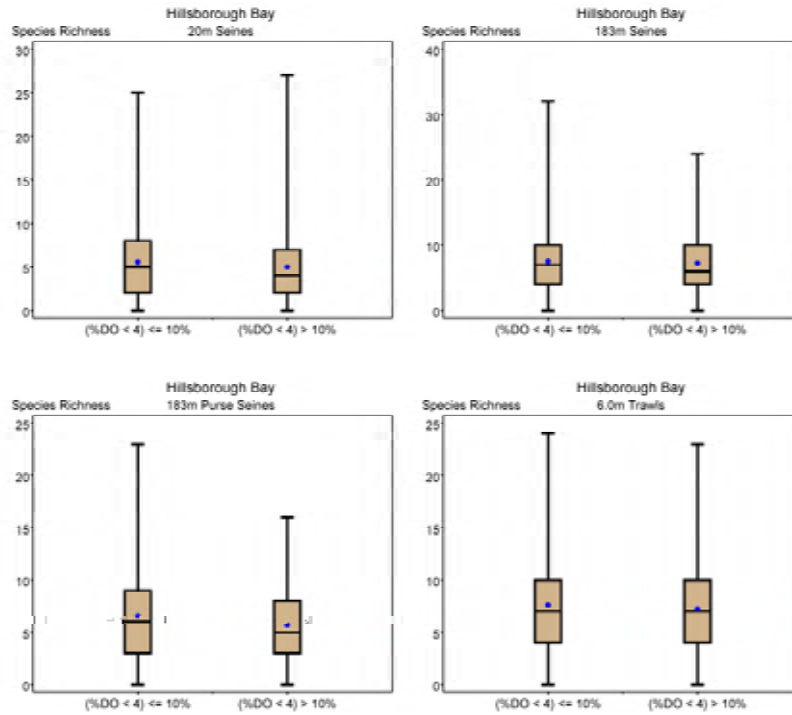 Hillsborough Bay
Species Richness 20m Seines
30
25
20
15
10
5
0
(%DO < 4) <= 10% (%DO < 4) > 10%
Hillsborough Bay
Species Richness 183m Seines
40
30
20
10
0
(%DO < 4) <= 10% (%DO < 4) > 10%
Hillsborough Bay
Species Richness 183m Purse Seines
25
20
15
10
5
0
(%DO < 4) <= 10% (%DO < 4) > 10%
Hillsborough Bay
Species Richness 6.0m Trawls
25
20
15
10
5
0
(%DO < 4) <= 10% (%DO < 4) > 10%